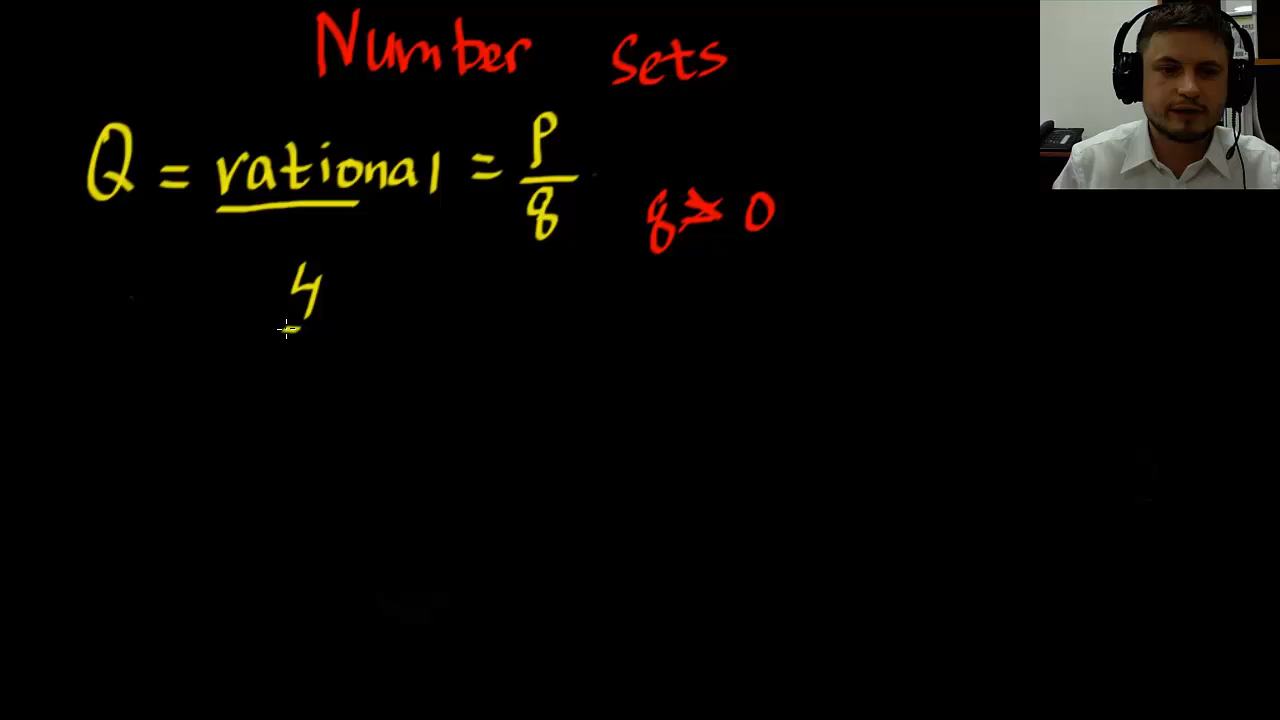 Number sets
Q = rational = p/q
q ≠ 0
4